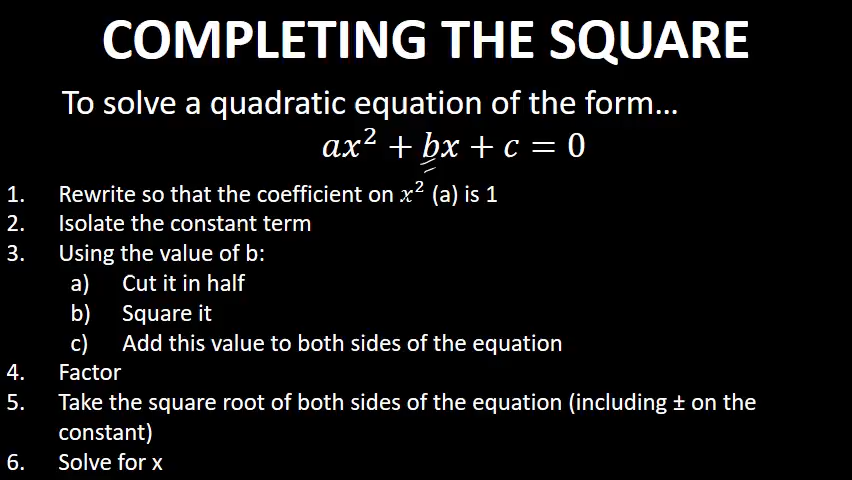 COMPLETING THE SQUARE
To solve a quadratic equation of the form...
ax² + bx + c = 0
1. Rewrite so that the coefficient on x² (a) is 1
2. Isolate the constant term
3. Using the value of b:
a) Cut it in half
b) Square it
c) Add this value to both sides of the equation
4. Factor
5. Take the square root of both sides of the equation (including ± on the
constant)
6. Solve for x